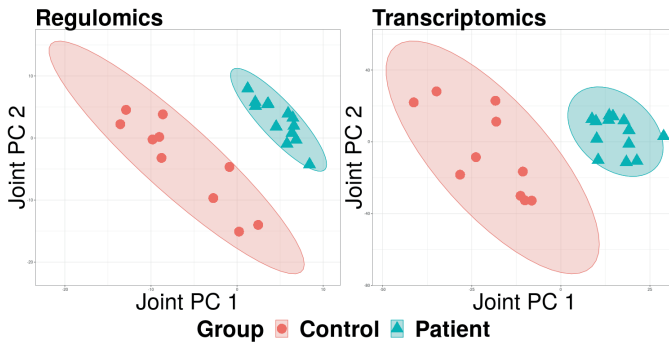 Regulomics Transcriptomics
Joint PC 2
Joint PC 2
Joint PC 1 Joint PC 1
Group Control Patient